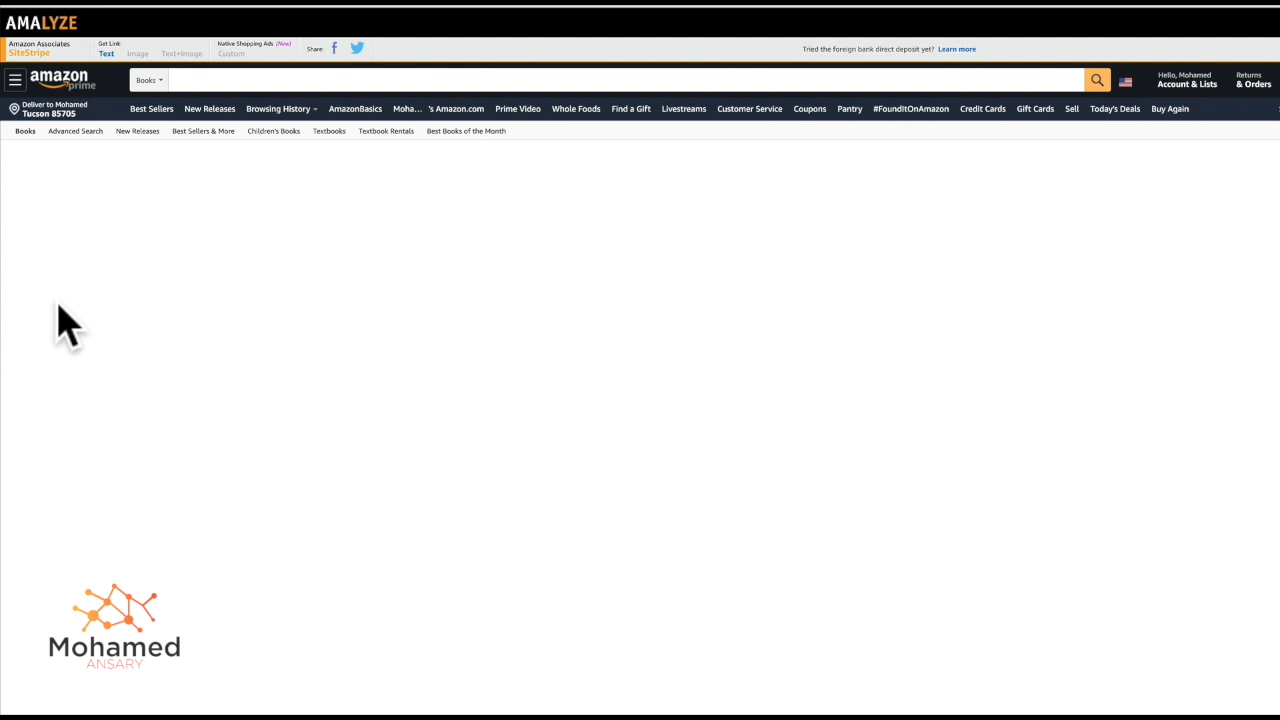 AMALYZE
Amazon Associates
SiteStripe
Get Link:
Text Image Text+Image
Native Shopping Ads (New)
Custom
Share:
Tried the foreign bank direct deposit yet? Learn more
amazon
prime
Books
Hello, Mohamed
Account & Lists
Returns
& Orders
Deliver to Mohamed
Tucson 85705
Best Sellers New Releases Browsing History AmazonBasics Moha... 's Amazon.com Prime Video Whole Foods Find a Gift Livestreams Customer Service Coupons Pantry #FoundItOnAmazon Credit Cards Gift Cards Sell Today's Deals Buy Again
Books Advanced Search New Releases Best Sellers & More Children's Books Textbooks Textbook Rentals Best Books of the Month
Mohamed
ANSARY